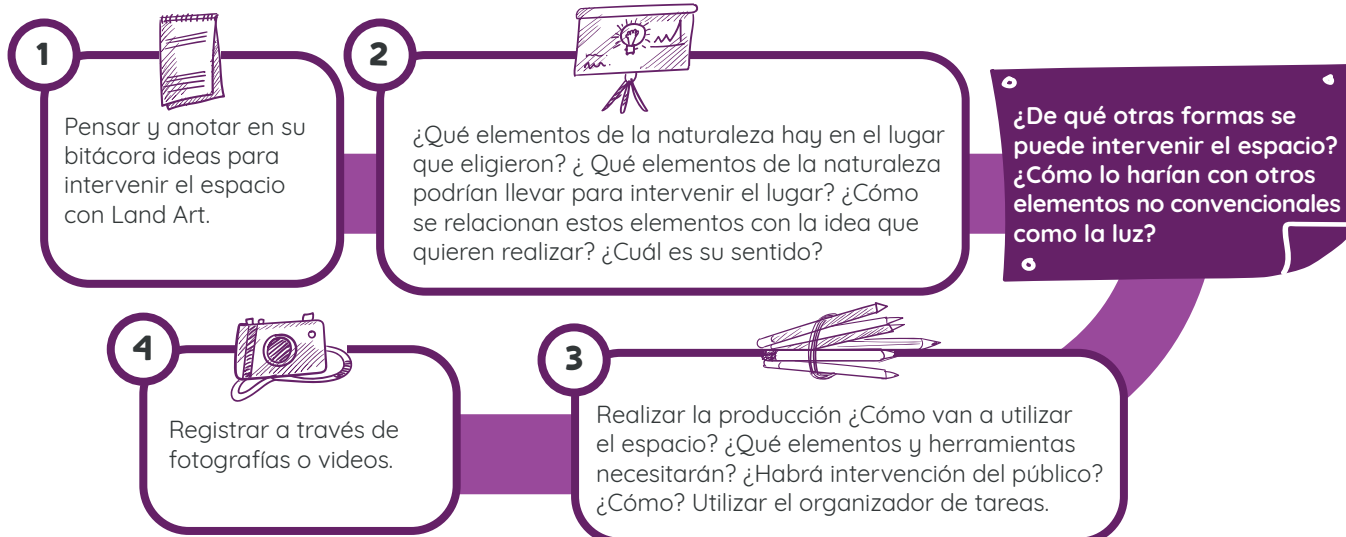 1
Pensar y anotar en su
bitácora ideas para
intervenir el espacio
con Land Art.
2
¿Qué elementos de la naturaleza hay en el lugar
que eligieron? ¿ Qué elementos de la naturaleza
podrían llevar para intervenir el lugar? ¿Cómo
se relacionan estos elementos con la idea que
quieren realizar? ¿Cuál es su sentido?
¿De qué otras formas se
puede intervenir el espacio?
¿Cómo lo harían con otros
elementos no convencionales
como la luz?
3
Realizar la producción ¿Cómo van a utilizar
el espacio? ¿Qué elementos y herramientas
necesitarán? ¿Habrá intervención del público?
¿Cómo? Utilizar el organizador de tareas.
4
Registrar a través de
fotografías o videos.